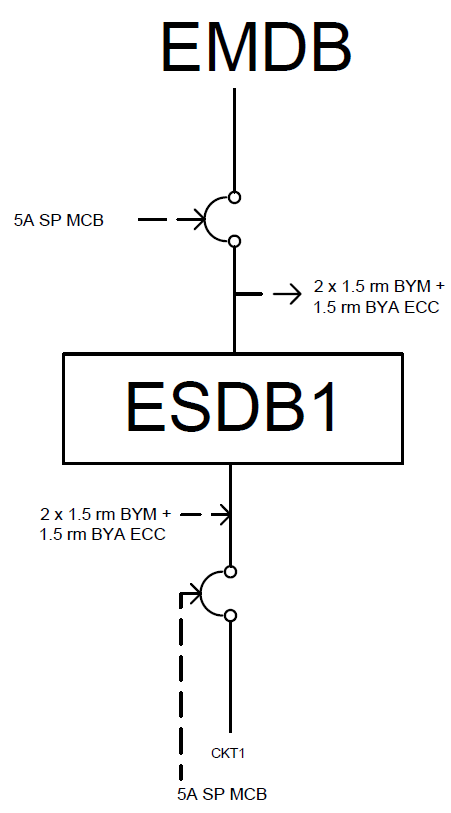 EMDB
5A SP MCB
2 x 1.5 rm BYM +
1.5 rm BYA ECC
ESDB1
2 x 1.5 rm BYM +
1.5 rm BYA ECC
CKT1
5A SP MCB